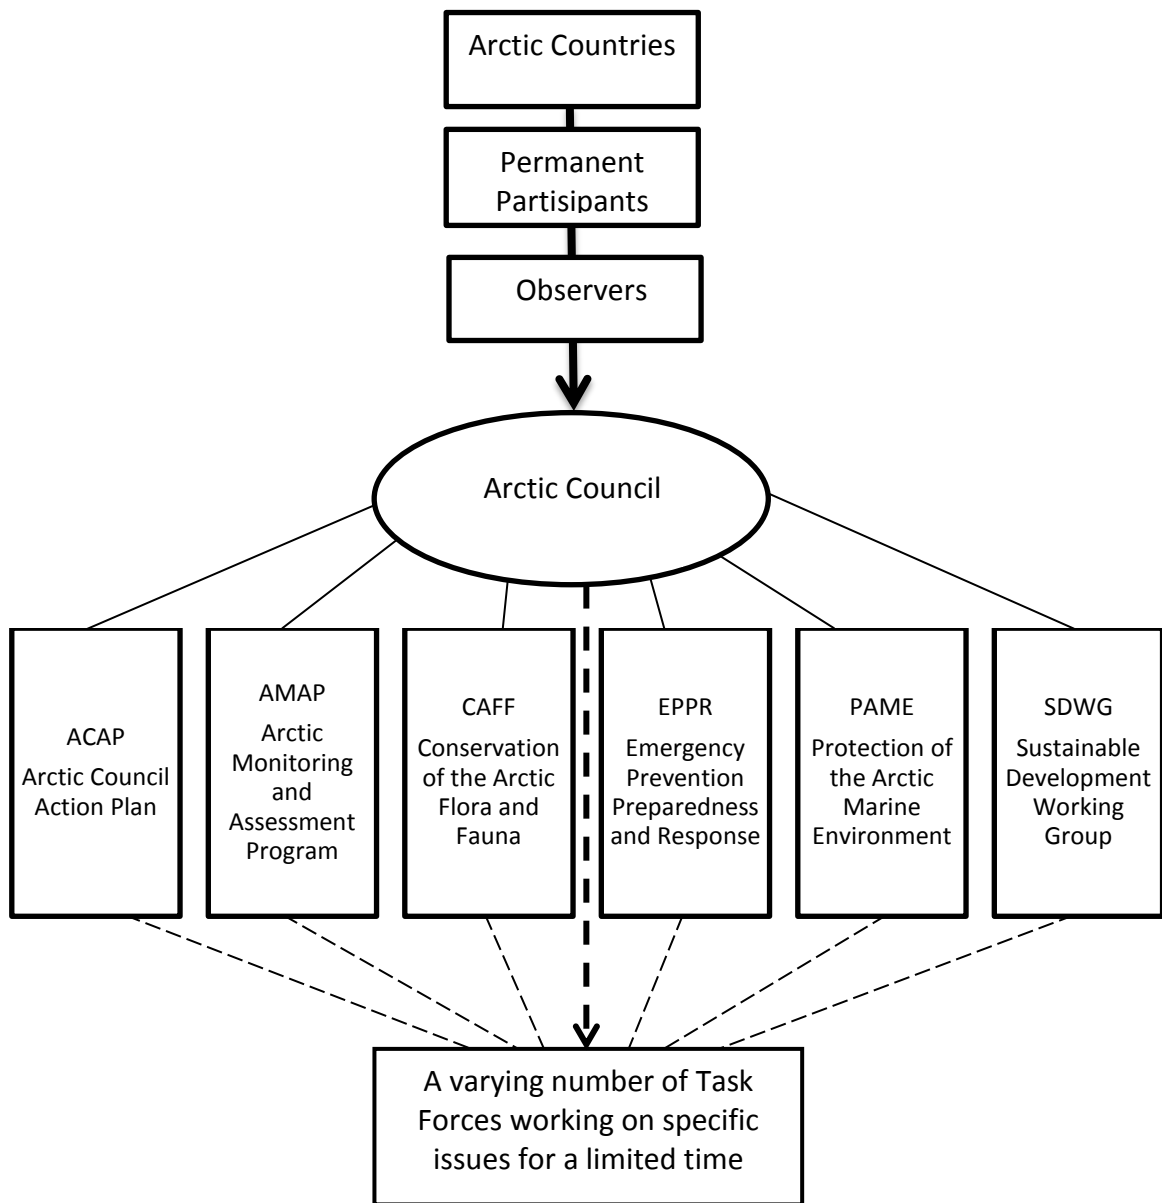 Arctic Countries
Permanent
Partisipants
Observers
Arctic Council
ACAP
Arctic Council
Action Plan
AMAP
Arctic
Monitoring
and
Assessment
Program
CAFF
Conservation
of the Arctic
Flora and
Fauna
EPPR
Emergency
Prevention
Preparedness
and Response
PAME
Protection of
the Arctic
Marine
Environment
SDWG
Sustainable
Development
Working
Group
A varying number of Task
Forces working on specific
issues for a limited time